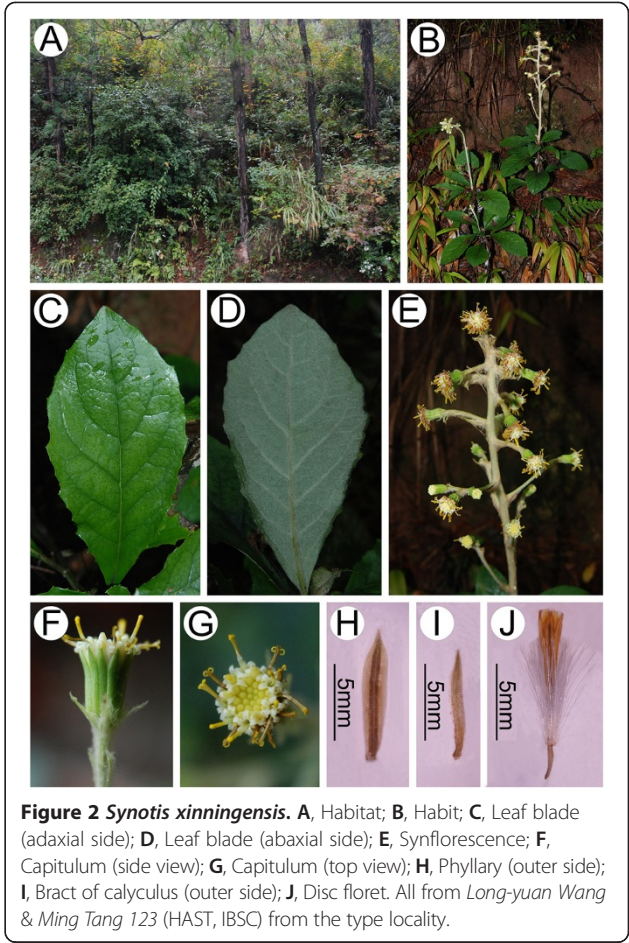 A
B
C
D
E
F
G
H
I
J
5mm
5mm
5mm
Figure 2 Synotis xinningensis. A, Habitat; B, Habit; C, Leaf blade
(adaxial side); D, Leaf blade (abaxial side); E, Synflorescence; F,
Capitulum (side view); G, Capitulum (top view); H, Phyllary (outer side);
I, Bract of calyculus (outer side); J, Disc floret. All from Long-yuan Wang
& Ming Tang 123 (HAST, IBSC) from the type locality.